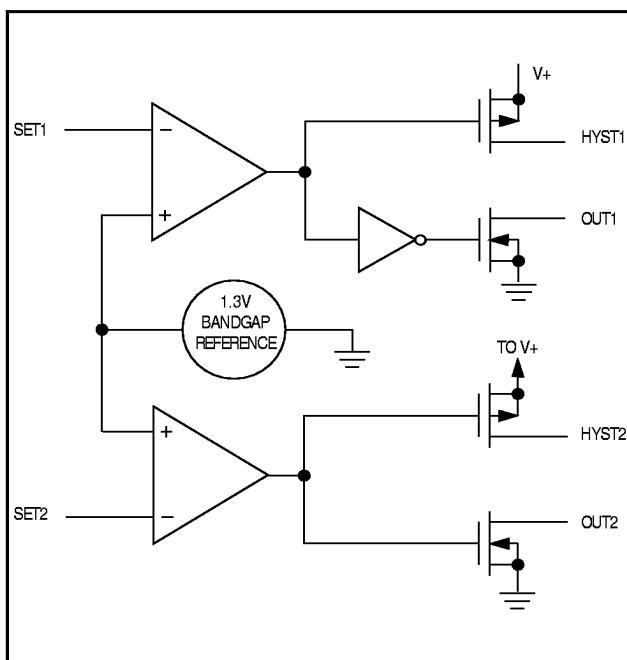 V+
SET1
−
HYST1
+
OUT1
1.3V
BANDGAP
REFERENCE
TO V+
+
HYST2
−
SET2
OUT2